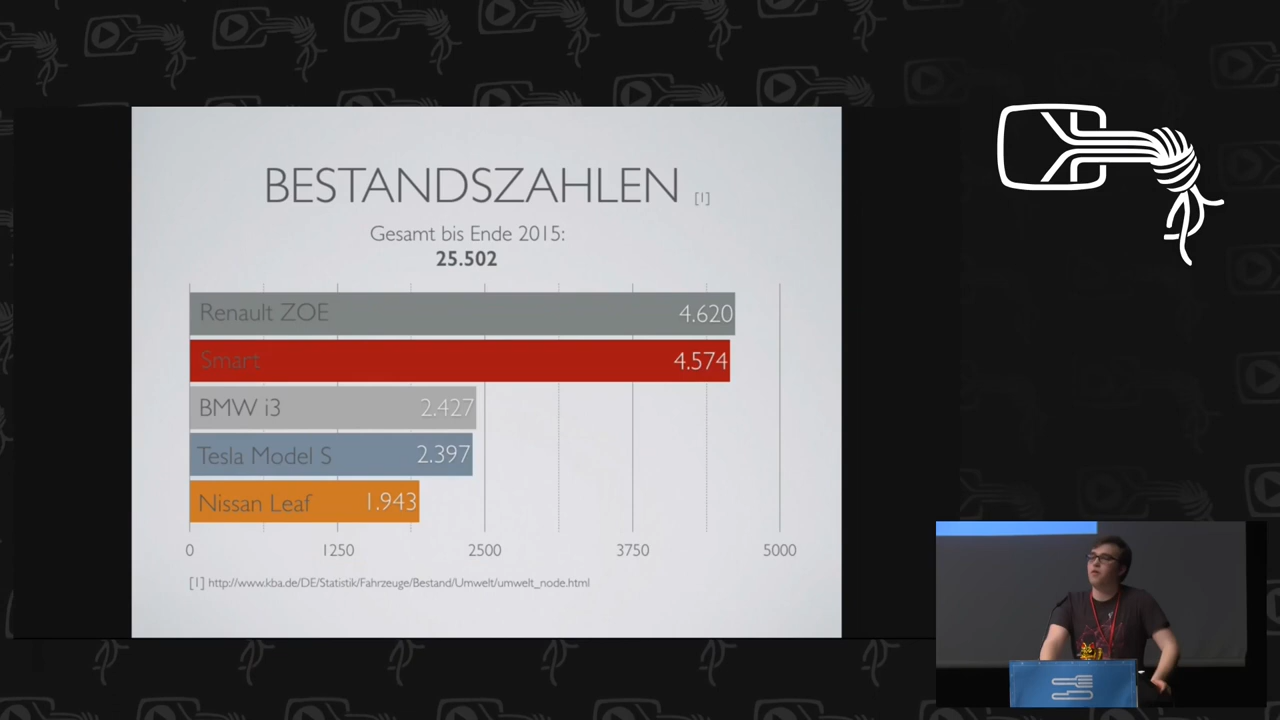 BESTANDSZAHLEN [1]
Gesamt bis Ende 2015:
25.502
Renault ZOE 4.620
Smart 4.574
BMW i3 2.427
Tesla Model S 2.397
Nissan Leaf 1.943
0 1250 2500 3750 5000
[1] http://www.kba.de/DE/Statistik/Fahrzeuge/Bestand/Umwelt/umwelt_node.html